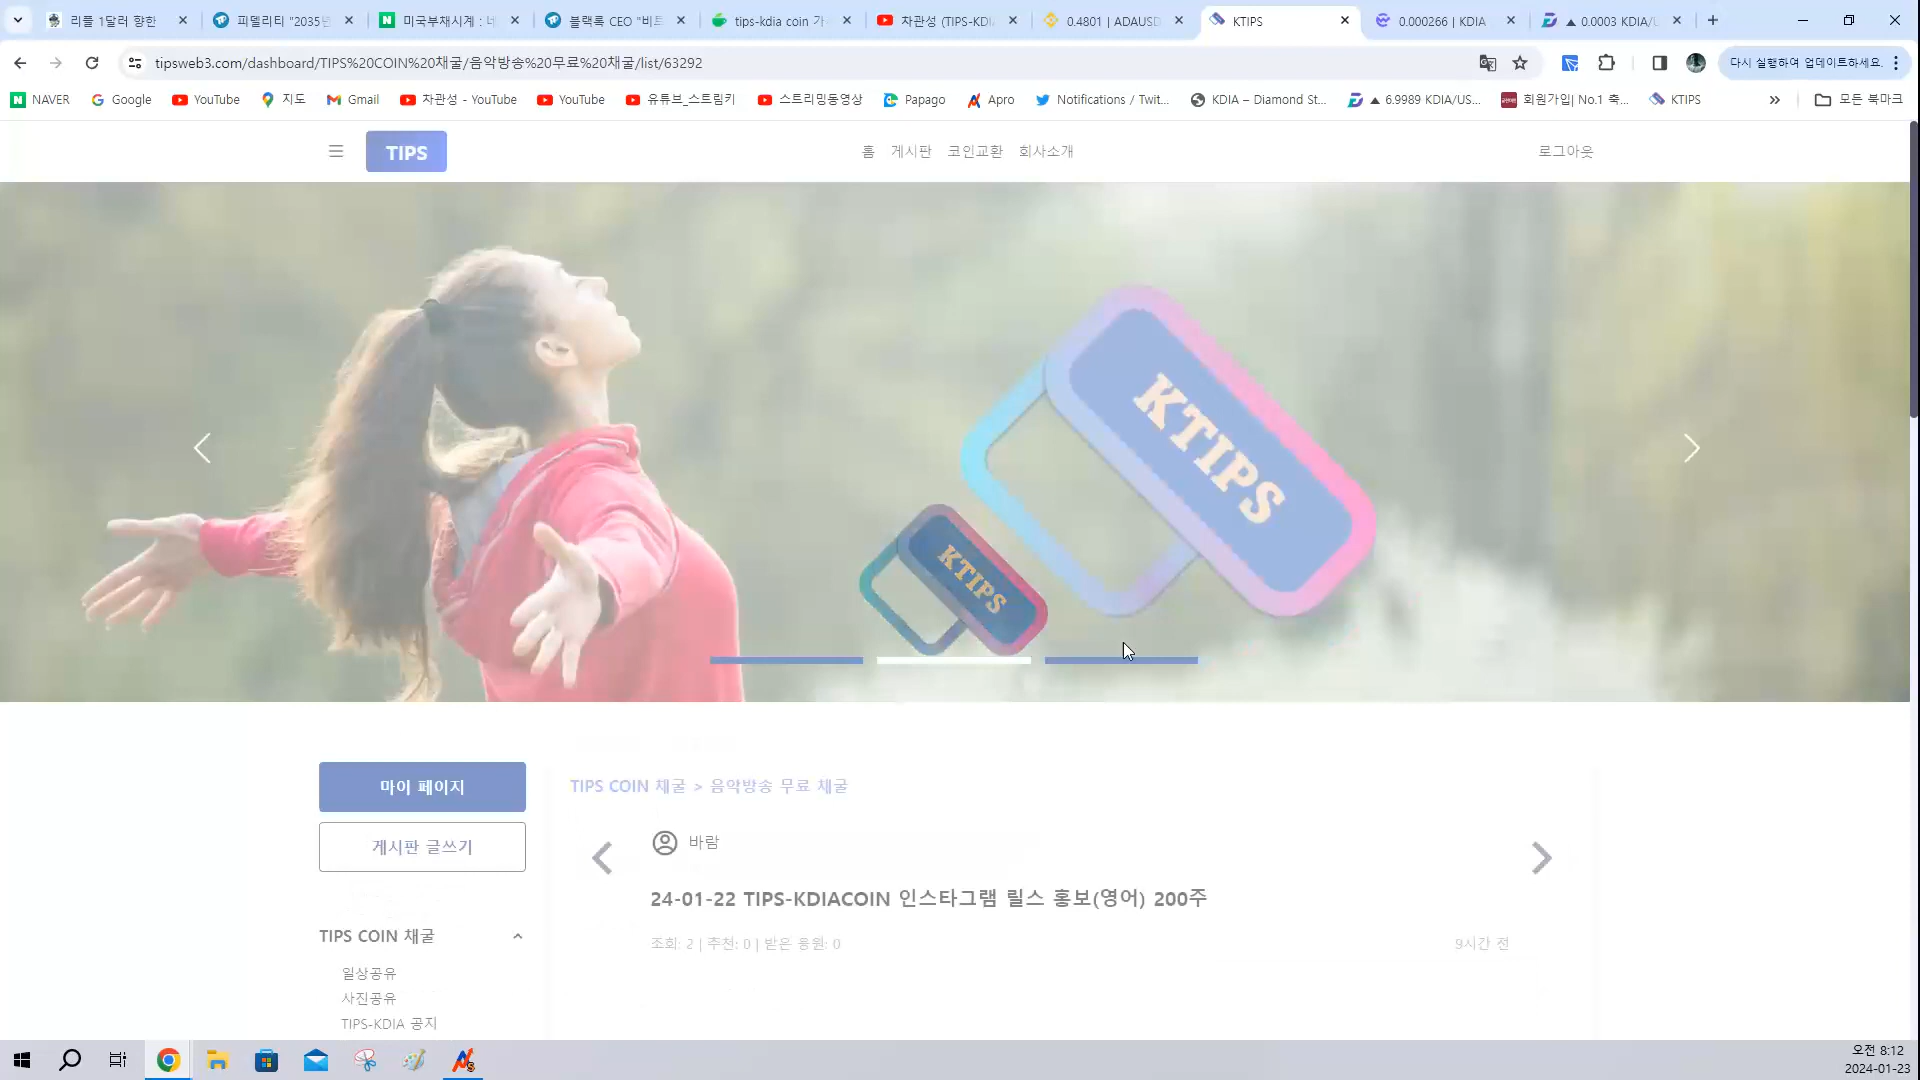 리플 1달러 향한
피델리티 "2035년
미국부채시계 : 네
블랙록 CEO "비트
tips-kdia coin 가
차관성 (TIPS-KDIA
0.4801 | ADAUSD
KTIPS
0.000266 | KDIA
▲ 0.0003 KDIA/U
tipsweb3.com/dashboard/TIPS%20COIN%20채굴/음악방송%20무료%20채굴/list/63292
다시 실행하여 업데이트하세요.
NAVER
Google
YouTube
지도
Gmail
차관성 - YouTube
YouTube
유튜브_스트림키
스트리밍동영상
Papago
Apro
Notifications / Twit...
KDIA – Diamond St...
▲ 6.9989 KDIA/US...
회원가입| No.1 축...
KTIPS
»
모든 북마크
TIPS
홈 게시판 코인교환 회사소개
로그아웃
KTIPS
KTIPS
마이 페이지
게시판 글쓰기
TIPS COIN 채굴
일상공유
사진공유
TIPS-KDIA 공지
TIPS COIN 채굴 > 음악방송 무료 채굴
바람
24-01-22 TIPS-KDIACOIN 인스타그램 릴스 홍보(영어) 200주
조회: 2 | 추천: 0 | 받은 응원: 0
9시간 전
오전 8:12
2024-01-23